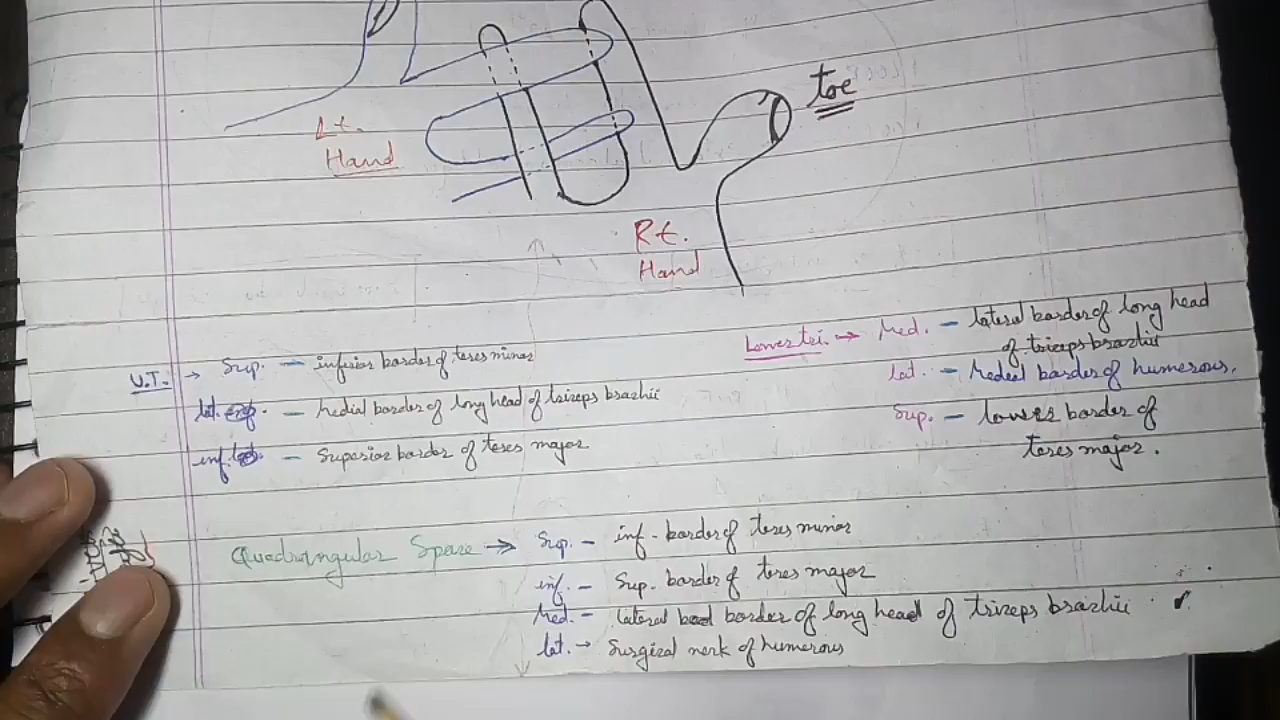 toe
Lt.
Hand
Rt.
Hand
Lower tri. → Med. – lateral border of long head
of triceps brachii
lat. – Medial border of humerous.
Sup. – lower border of
teres major.
U.T. → Sup. – inferior border of teres minor
lat. – Medial border of long head of triceps brachii
inf. – Superior border of teres major
Quadrangular Space → Sup. – inf. border of teres minor
inf. – Sup. border of teres major
Med. – lateral border of long head of triceps brachii
lat. → Surgical nerk of humerous